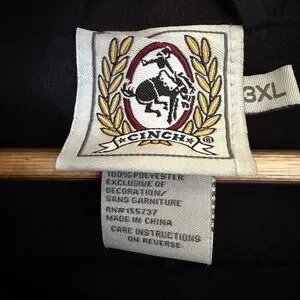 CINCH®
3XL
100% POLYESTER
EXCLUSIVE OF
DECORATION/
SANS GARNITURE
RN#155737
MADE IN CHINA
CARE INSTRUCTIONS
ON REVERSE.